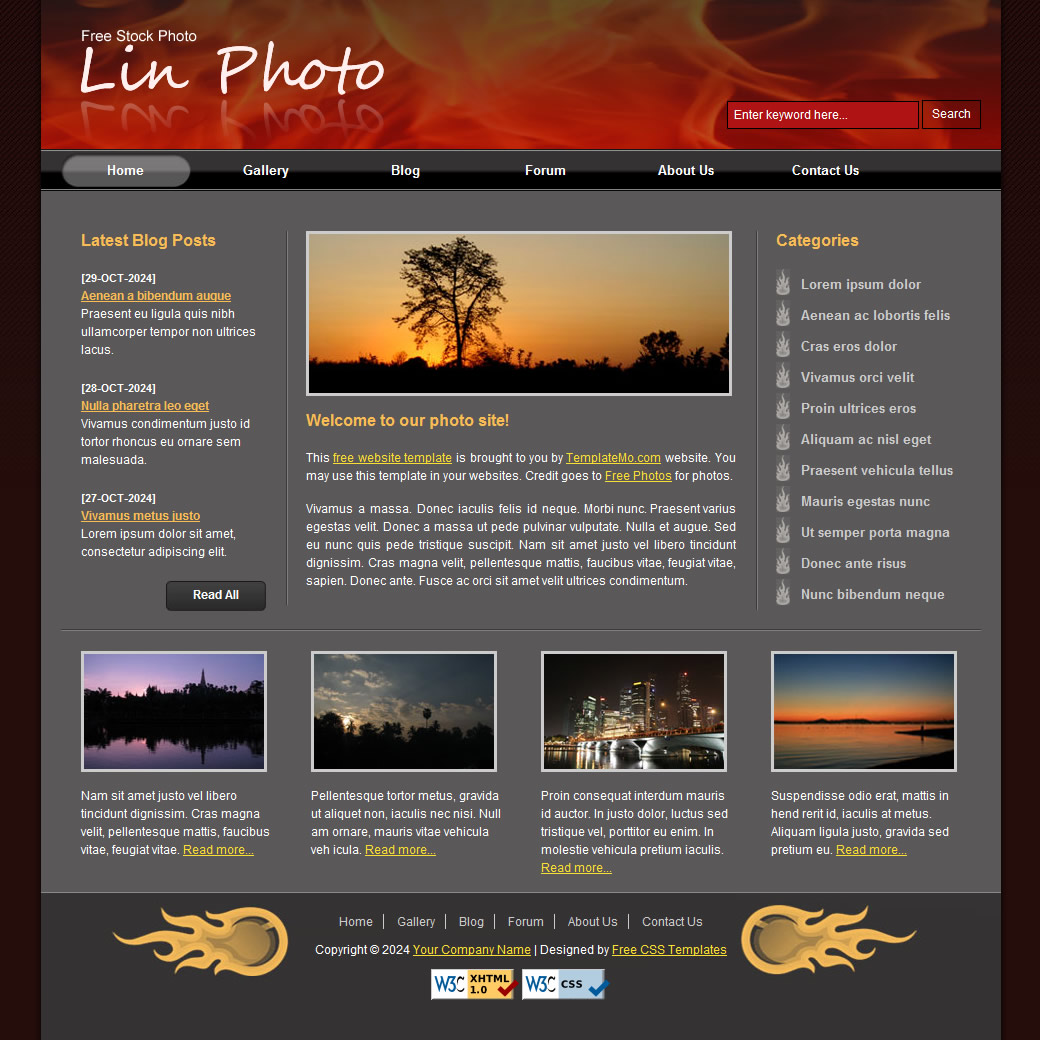 Free Stock Photo
Lin Photo
Enter keyword here...
Search
Home
Gallery
Blog
Forum
About Us
Contact Us
Latest Blog Posts
[29-OCT-2024]
Aenean a bibendum augue
Praesent eu ligula quis nibh
ullamcorper tempor non ultrices
lacus.
[28-OCT-2024]
Nulla pharetra leo eget
Vivamus condimentum justo id
tortor rhoncus eu ornare sem
malesuada.
[27-OCT-2024]
Vivamus metus justo
Lorem ipsum dolor sit amet,
consectetur adipiscing elit.
Read All
Welcome to our photo site!
This free website template is brought to you by TemplateMo.com website. You
may use this template in your websites. Credit goes to Free Photos for photos.
Vivamus a massa. Donec iaculis felis id neque. Morbi nunc. Praesent varius
egestas velit. Donec a massa ut pede pulvinar vulputate. Nulla et augue. Sed
eu nunc quis pede tristique suscipit. Nam sit amet justo vel libero tincidunt
dignissim. Cras magna velit, pellentesque mattis, faucibus vitae, feugiat vitae,
sapien. Donec ante. Fusce ac orci sit amet velit ultrices condimentum.
Categories
Lorem ipsum dolor
Aenean ac lobortis felis
Cras eros dolor
Vivamus orci velit
Proin ultrices eros
Aliquam ac nisl eget
Praesent vehicula tellus
Mauris egestas nunc
Ut semper porta magna
Donec ante risus
Nunc bibendum neque
Nam sit amet justo vel libero
tincidunt dignissim. Cras magna
velit, pellentesque mattis, faucibus
vitae, feugiat vitae. Read more...
Pellentesque tortor metus, gravida
ut aliquet non, iaculis nec nisi. Null
am ornare, mauris vitae vehicula
veh icula. Read more...
Proin consequat interdum mauris
id auctor. In justo dolor, luctus sed
tristique vel, porttitor eu enim. In
molestie vehicula pretium iaculis.
Read more...
Suspendisse odio erat, mattis in
hend rerit id, iaculis at metus.
Aliquam ligula justo, gravida sed
pretium eu. Read more...
Home
Gallery
Blog
Forum
About Us
Contact Us
Copyright © 2024 Your Company Name | Designed by Free CSS Templates
W3C XHTML 1.0
W3C CSS